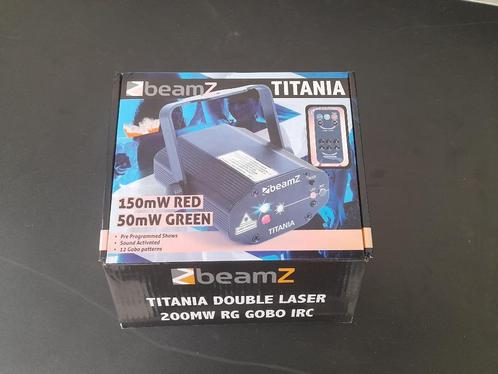 beamZ
TITANIA
150mW RED
50mW GREEN
• Pre Programmed Shows
• Sound Activated
• 12 Gobo patterns
beamZ
TITANIA
beamZ
TITANIA DOUBLE LASER
200MW RG GOBO IRC